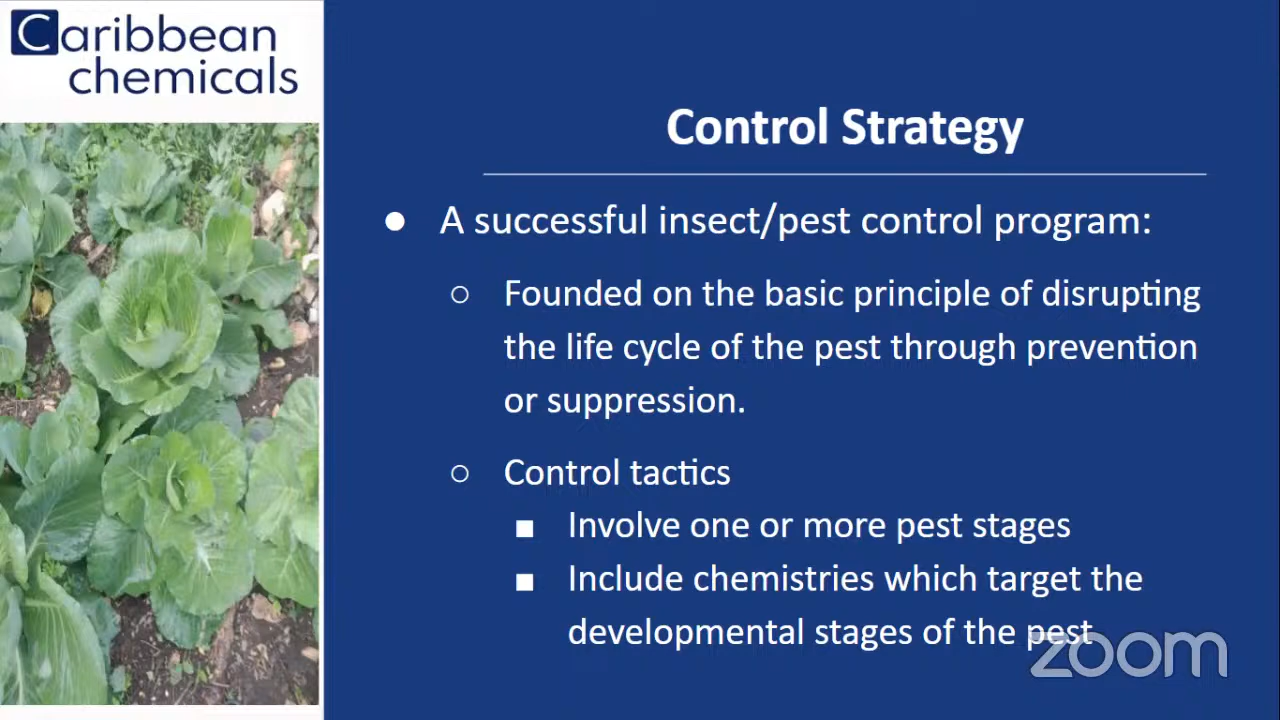 Caribbean
chemicals
Control Strategy
● A successful insect/pest control program:
○ Founded on the basic principle of disrupting
the life cycle of the pest through prevention
or suppression.
○ Control tactics
■ Involve one or more pest stages
■ Include chemistries which target the
developmental stages of the pest
zoom